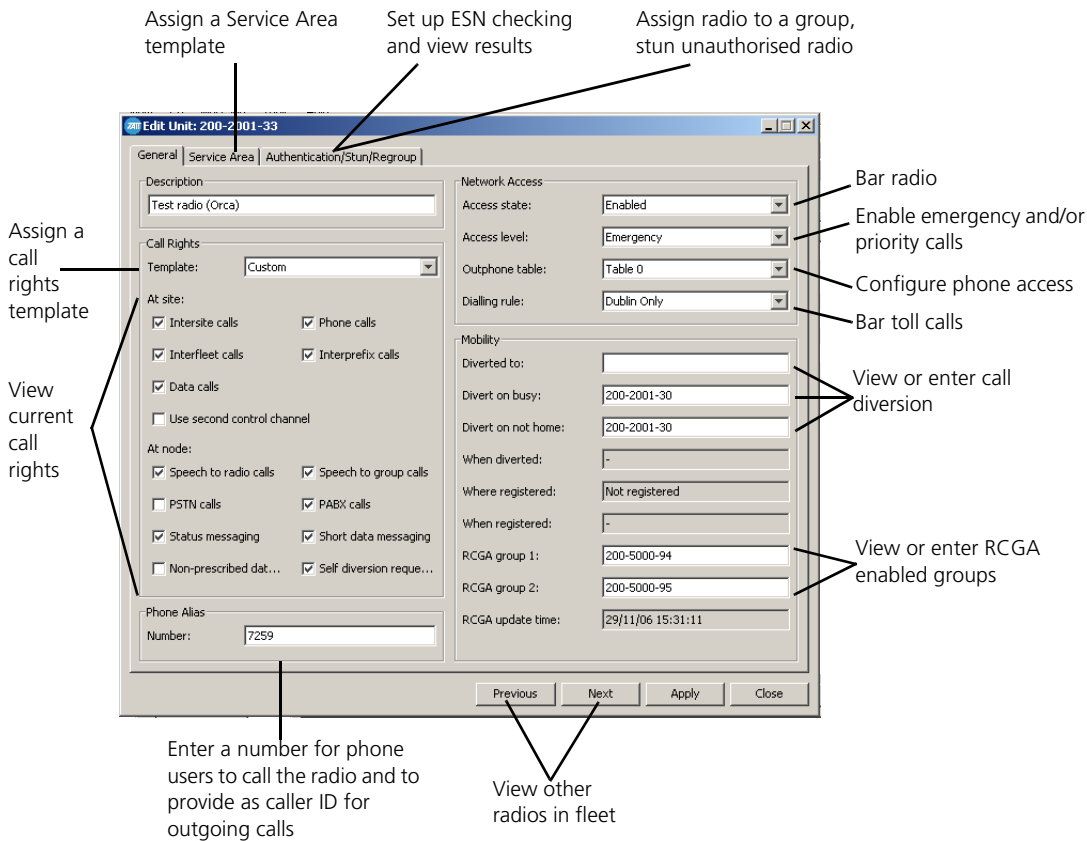 Assign a Service Area
template
Set up ESN checking
and view results
Assign radio to a group,
stun unauthorised radio
TAIT Edit Unit: 200-2001-33
General
Service Area
Authentication/Stun/Regroup
Description
Test radio (Orca)
Call Rights
Template: Custom
At site:
Intersite calls
Phone calls
Interfleet calls
Interprefix calls
Data calls
Use second control channel
At node:
Speech to radio calls
Speech to group calls
PSTN calls
PABX calls
Status messaging
Short data messaging
Non-prescribed dat...
Self diversion reque...
Phone Alias
Number: 7259
Network Access
Access state: Enabled
Access level: Emergency
Outphone table: Table 0
Dialling rule: Dublin Only
Mobility
Diverted to:
Divert on busy: 200-2001-30
Divert on not home: 200-2001-30
When diverted: -
Where registered: Not registered
When registered: -
RCGA group 1: 200-5000-94
RCGA group 2: 200-5000-95
RCGA update time: 29/11/06 15:31:11
Previous
Next
Apply
Close
Assign a
call
rights
template
View
current
call
rights
Bar radio
Enable emergency and/or
priority calls
Configure phone access
Bar toll calls
View or enter call
diversion
View or enter RCGA
enabled groups
Enter a number for phone
users to call the radio and to
provide as caller ID for
outgoing calls
View other
radios in fleet